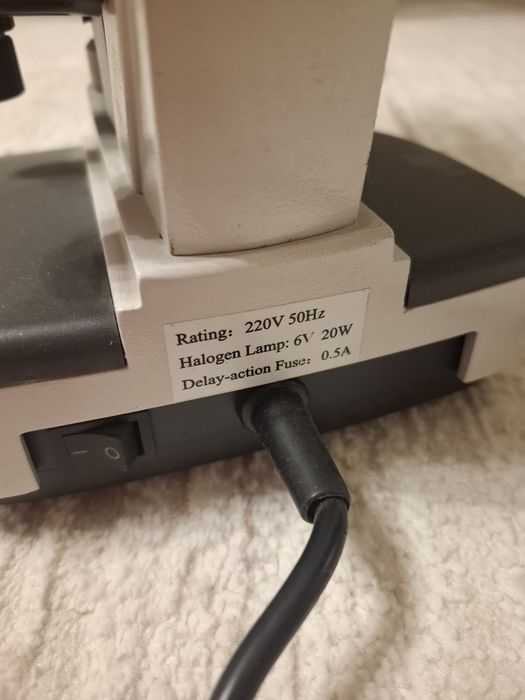 Rating: 220V 50Hz
Halogen Lamp: 6V 20W
Delay-action Fuse: 0.5A
— O